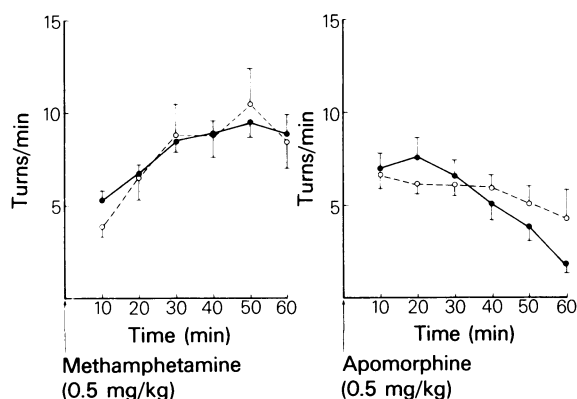 15
10
5
Turns/min
10 20 30 40 50 60
Time (min)
Methamphetamine
(0.5 mg/kg)
15
10
5
Turns/min
10 20 30 40 50 60
Time (min)
Apomorphine
(0.5 mg/kg)